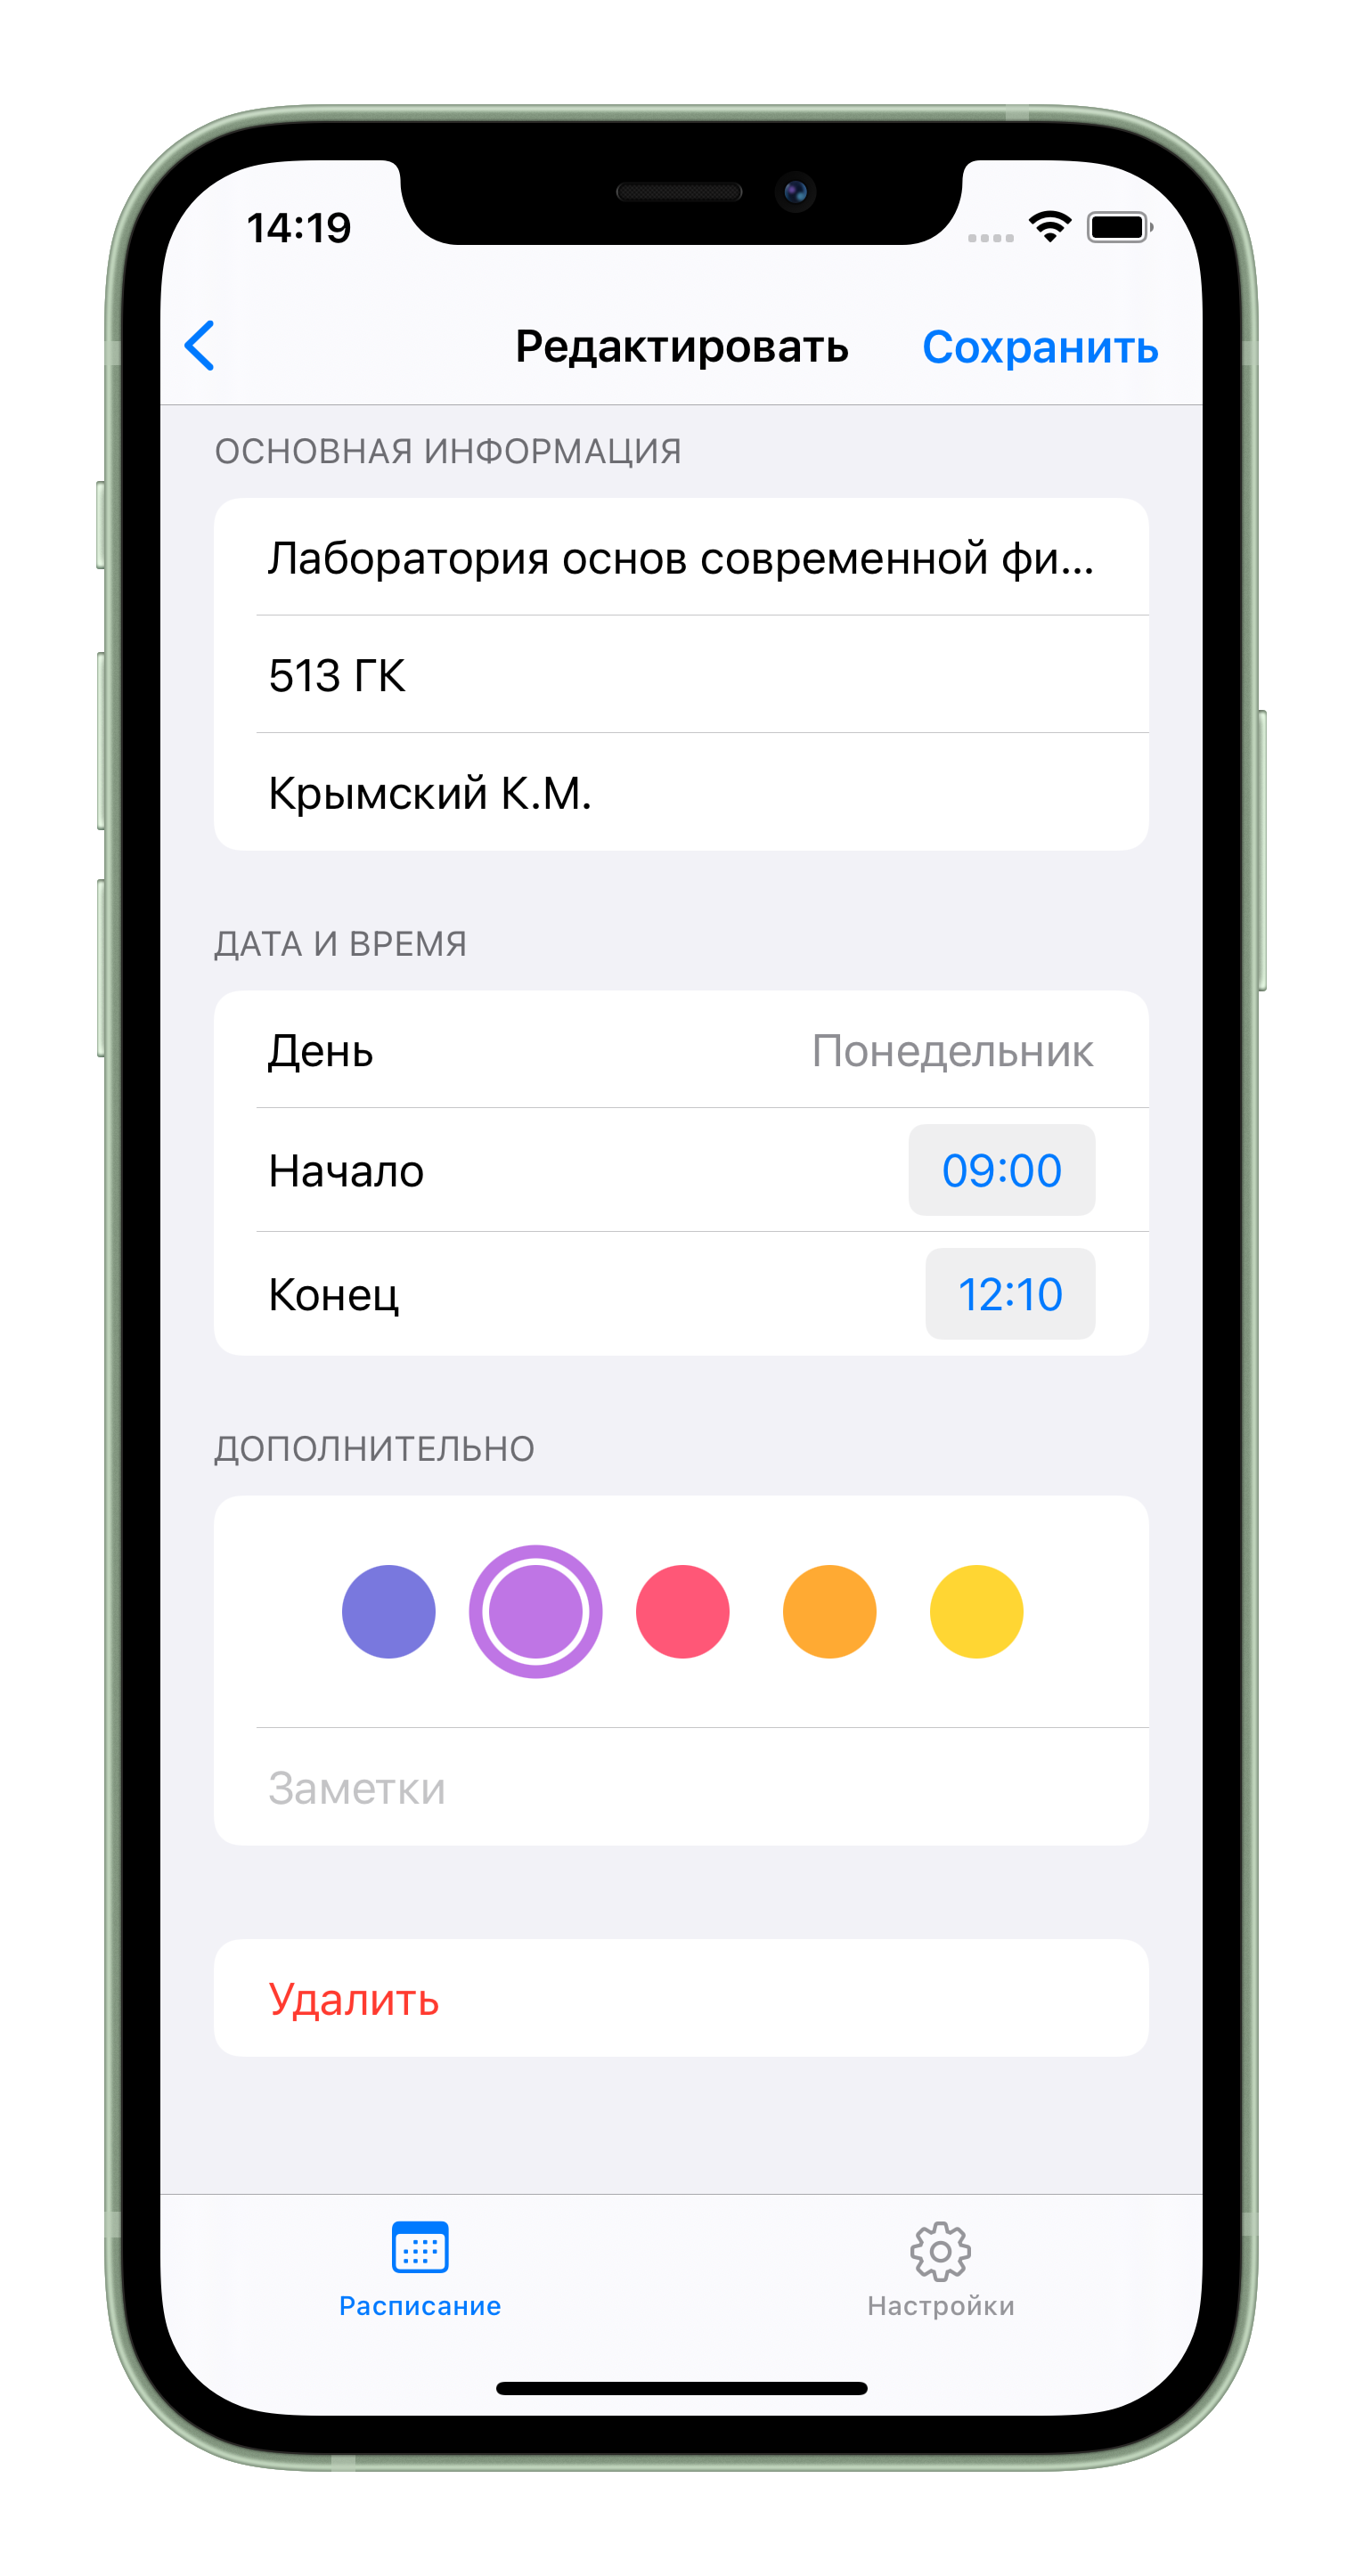 14:19
Редактировать
Сохранить
ОСНОВНАЯ ИНФОРМАЦИЯ
Лаборатория основ современной фи...
513 ГК
Крымский К.М.
ДАТА И ВРЕМЯ
День
Понедельник
Начало
09:00
Конец
12:10
ДОПОЛНИТЕЛЬНО
Заметки
Удалить
Расписание
Настройки